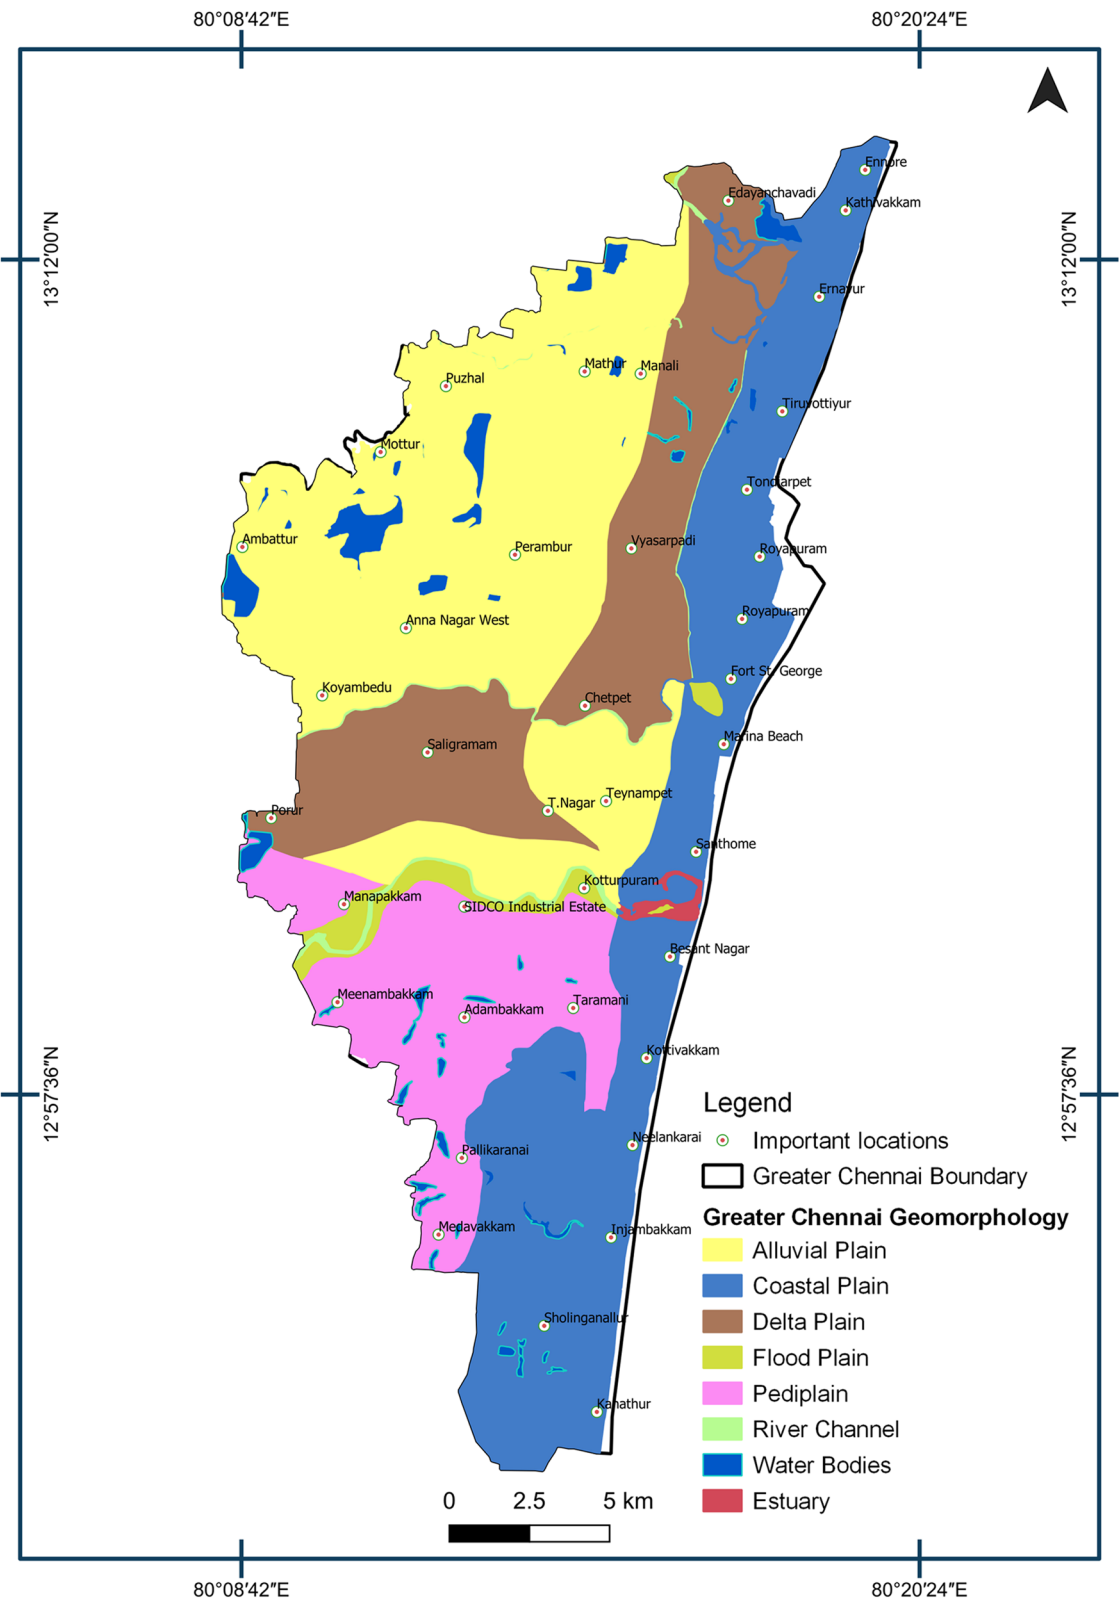 80°08′42″E
80°20′24″E
13°12′00″N
13°12′00″N
Ennore
Edayanchavadi
Kathivakkam
Ernavur
Mathur
Manali
Puzhal
Tiruvottiyur
Mottur
Tondiarpet
Ambattur
Perambur
Vyasarpadi
Royapuram
Anna Nagar West
Royapuram
Fort St. George
Koyambedu
Chetpet
Saligramam
Marina Beach
T.Nagar
Teynampet
Porur
Santhome
Kotturpuram
Manapakkam
SIDCO Industrial Estate
Besant Nagar
Meenambakkam
Adambakkam
Taramani
Kottivakkam
12°57′36″N
12°57′36″N
Legend
Important locations
Greater Chennai Boundary
Greater Chennai Geomorphology
Alluvial Plain
Coastal Plain
Delta Plain
Flood Plain
Pediplain
River Channel
Water Bodies
Estuary
Neelankarai
Pallikaranai
Medavakkam
Injambakkam
Sholinganallur
Kanathur
0 2.5 5 km
80°08′42″E
80°20′24″E